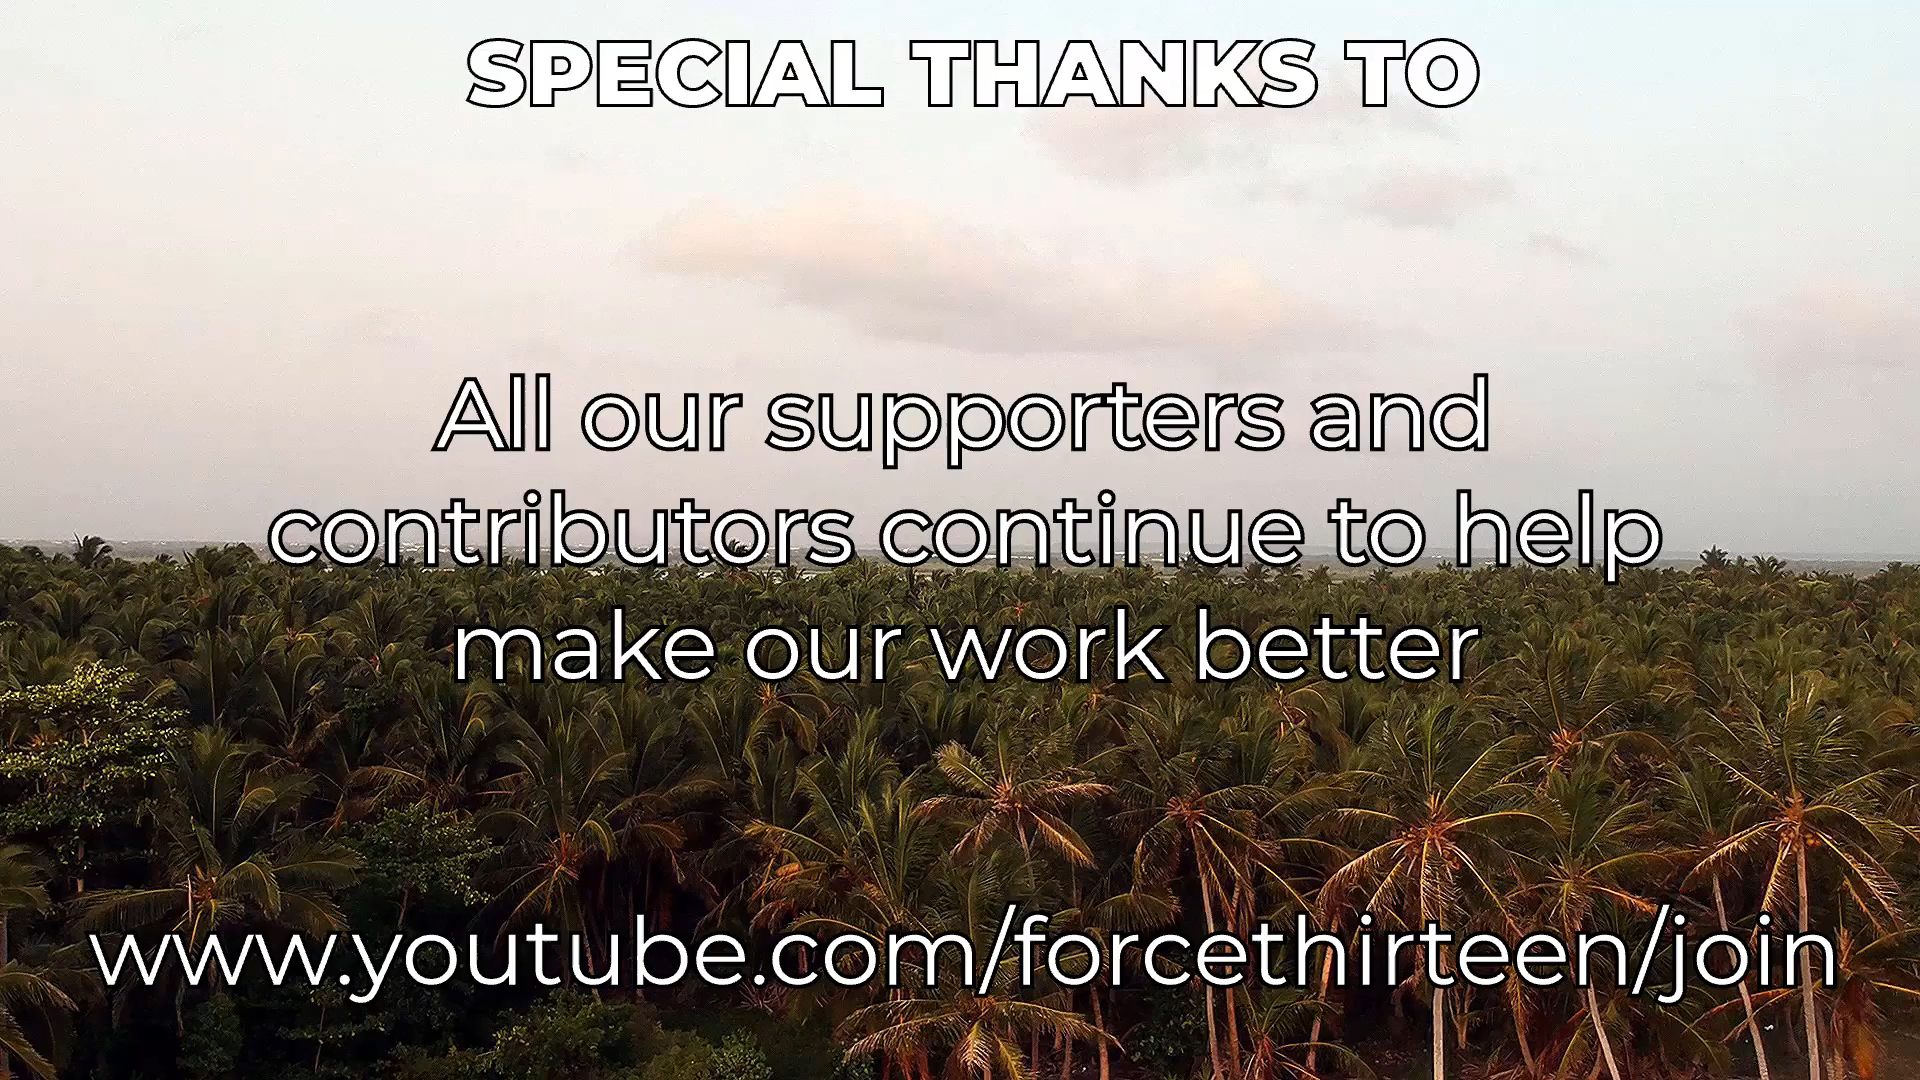 SPECIAL THANKS TO
All our supporters and
contributors continue to help
make our work better
www.youtube.com/forcethirteen/join